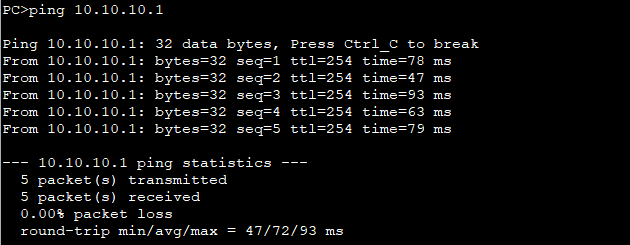 PC>ping 10.10.10.1
Ping 10.10.10.1: 32 data bytes, Press Ctrl_C to break
From 10.10.10.1: bytes=32 seq=1 ttl=254 time=78 ms
From 10.10.10.1: bytes=32 seq=2 ttl=254 time=47 ms
From 10.10.10.1: bytes=32 seq=3 ttl=254 time=93 ms
From 10.10.10.1: bytes=32 seq=4 ttl=254 time=63 ms
From 10.10.10.1: bytes=32 seq=5 ttl=254 time=79 ms
--- 10.10.10.1 ping statistics ---
5 packet(s) transmitted
5 packet(s) received
0.00% packet loss
round-trip min/avg/max = 47/72/93 ms